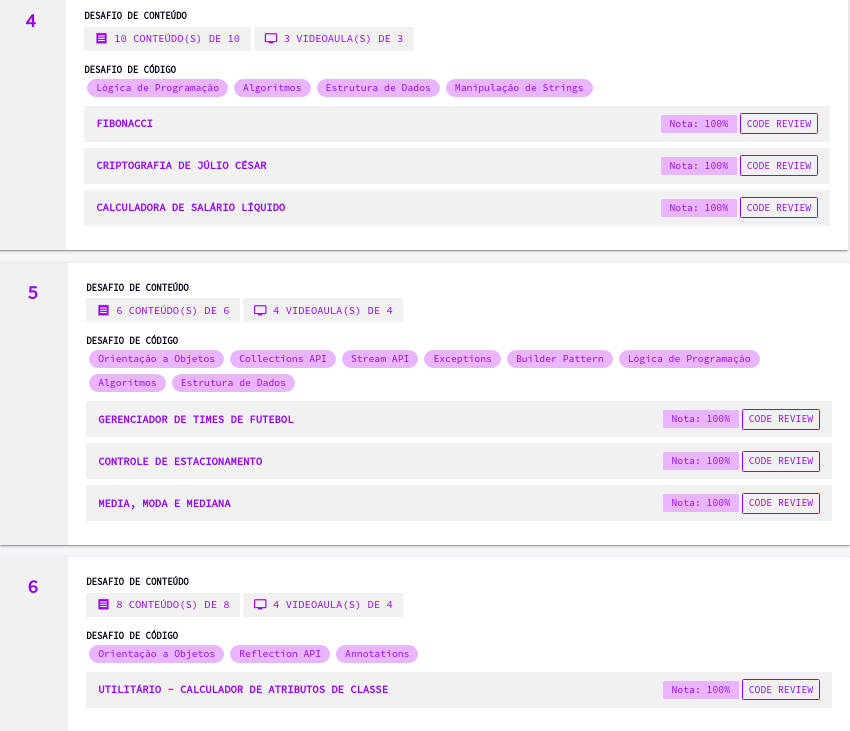 4
DESAFIO DE CONTEÚDO
10 CONTEÚDO(S) DE 10 3 VIDEOAULA(S) DE 3
DESAFIO DE CÓDIGO
Lógica de Programação Algoritmos Estrutura de Dados Manipulação de Strings
FIBONACCI Nota: 100% CODE REVIEW
CRIPTOGRAFIA DE JÚLIO CÉSAR Nota: 100% CODE REVIEW
CALCULADORA DE SALÁRIO LÍQUIDO Nota: 100% CODE REVIEW
5
DESAFIO DE CONTEÚDO
6 CONTEÚDO(S) DE 6 4 VIDEOAULA(S) DE 4
DESAFIO DE CÓDIGO
Orientação a Objetos Collections API Stream API Exceptions Builder Pattern Lógica de Programação
Algoritmos Estrutura de Dados
GERENCIADOR DE TIMES DE FUTEBOL Nota: 100% CODE REVIEW
CONTROLE DE ESTACIONAMENTO Nota: 100% CODE REVIEW
MEDIA, MODA E MEDIANA Nota: 100% CODE REVIEW
6
DESAFIO DE CONTEÚDO
8 CONTEÚDO(S) DE 8 4 VIDEOAULA(S) DE 4
DESAFIO DE CÓDIGO
Orientação a Objetos Reflection API Annotations
UTILITÁRIO - CALCULADOR DE ATRIBUTOS DE CLASSE Nota: 100% CODE REVIEW